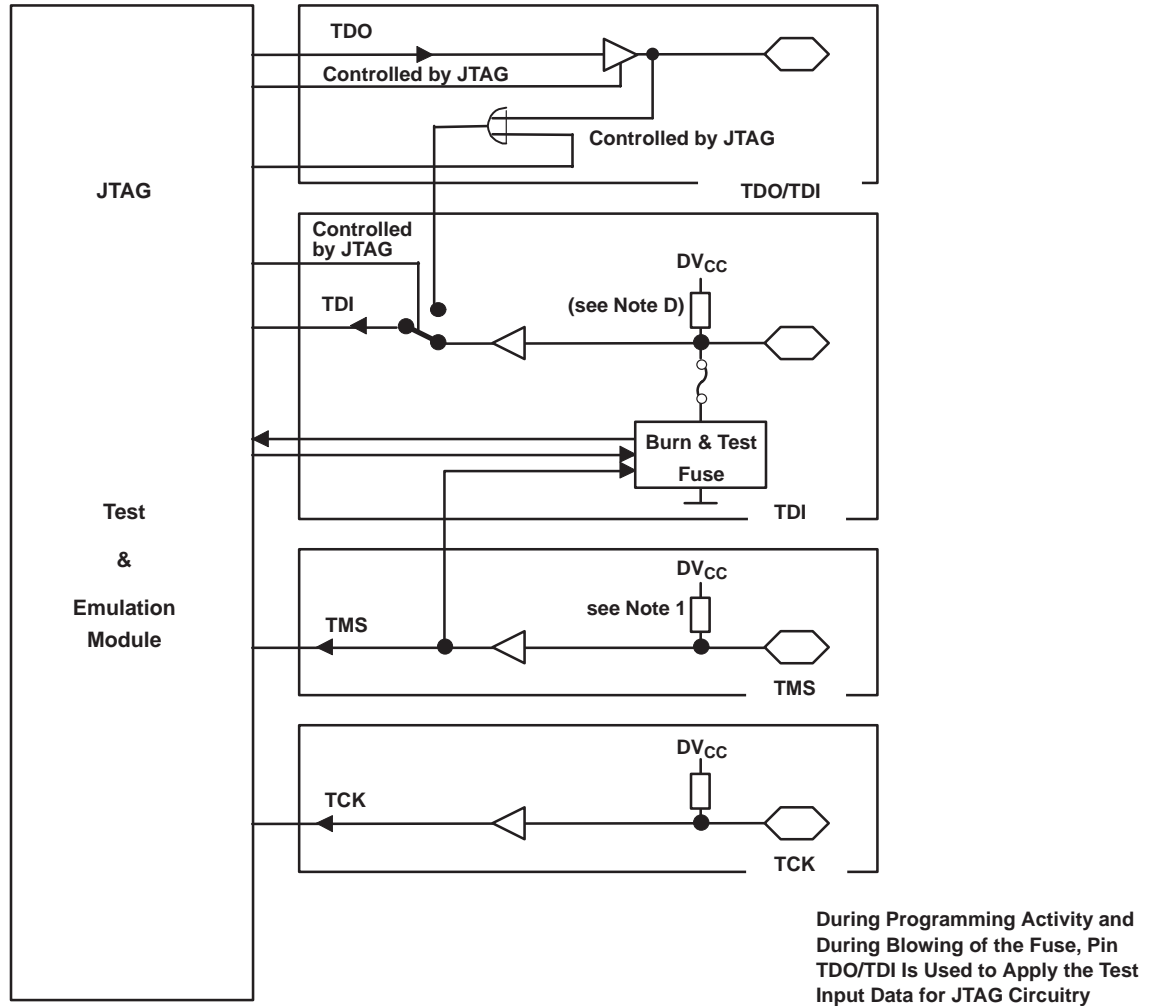 TDO
Controlled by JTAG
Controlled by JTAG
TDO/TDI
JTAG
Controlled
by JTAG
DVCC
TDI
(see Note D)
Burn & Test
Fuse
TDI
Test
&
Emulation
Module
DVCC
see Note 1
TMS
TMS
DVCC
TCK
TCK
During Programming Activity and
During Blowing of the Fuse, Pin
TDO/TDI Is Used to Apply the Test
Input Data for JTAG Circuitry